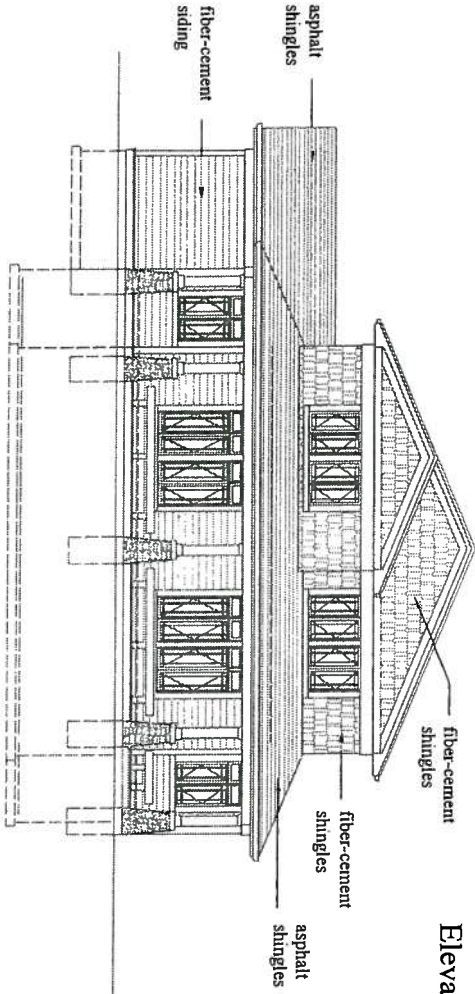 Eleva
asphalt
shingles
fiber-cement
siding
fiber-cement
shingles
fiber-cement
shingles
asphalt
shingles